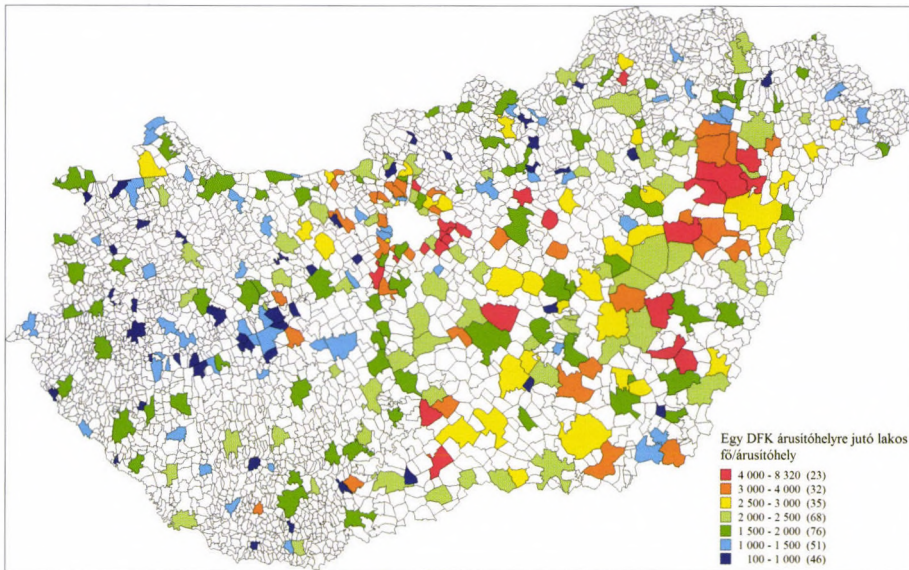 Egy DFK árusítóhelyre jutó lakos
fő/árusítóhely
4 000 - 8 320 (23)
3 000 - 4 000 (32)
2 500 - 3 000 (35)
2 000 - 2 500 (68)
1 500 - 2 000 (76)
1 000 - 1 500 (51)
100 - 1 000 (46)